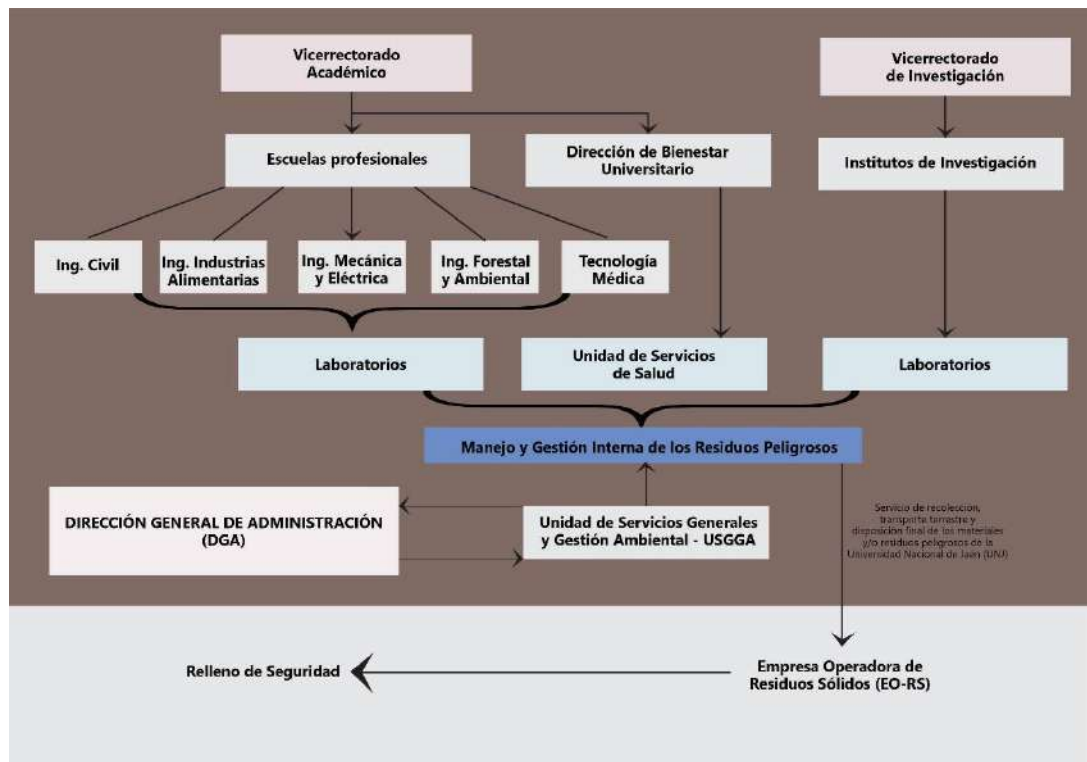 Vicerrectorado
Académico
Vicerrectorado
de Investigación
Escuelas profesionales
Dirección de Bienestar
Universitario
Institutos de Investigación
Ing. Civil
Ing. Industrias
Alimentarias
Ing. Mecánica
y Eléctrica
Ing. Forestal
y Ambiental
Tecnología
Médica
Laboratorios
Unidad de Servicios
de Salud
Laboratorios
Manejo y Gestión Interna de los Residuos Peligrosos
DIRECCIÓN GENERAL DE ADMINISTRACIÓN
(DGA)
Unidad de Servicios Generales
y Gestión Ambiental - USGGA
Servicio de recolección,
transporte terrestre y
disposición final de los materiales
y/o residuos peligrosos de la
Universidad Nacional de Jaén (UNJ)
Relleno de Seguridad
Empresa Operadora de
Residuos Sólidos (EO-RS)